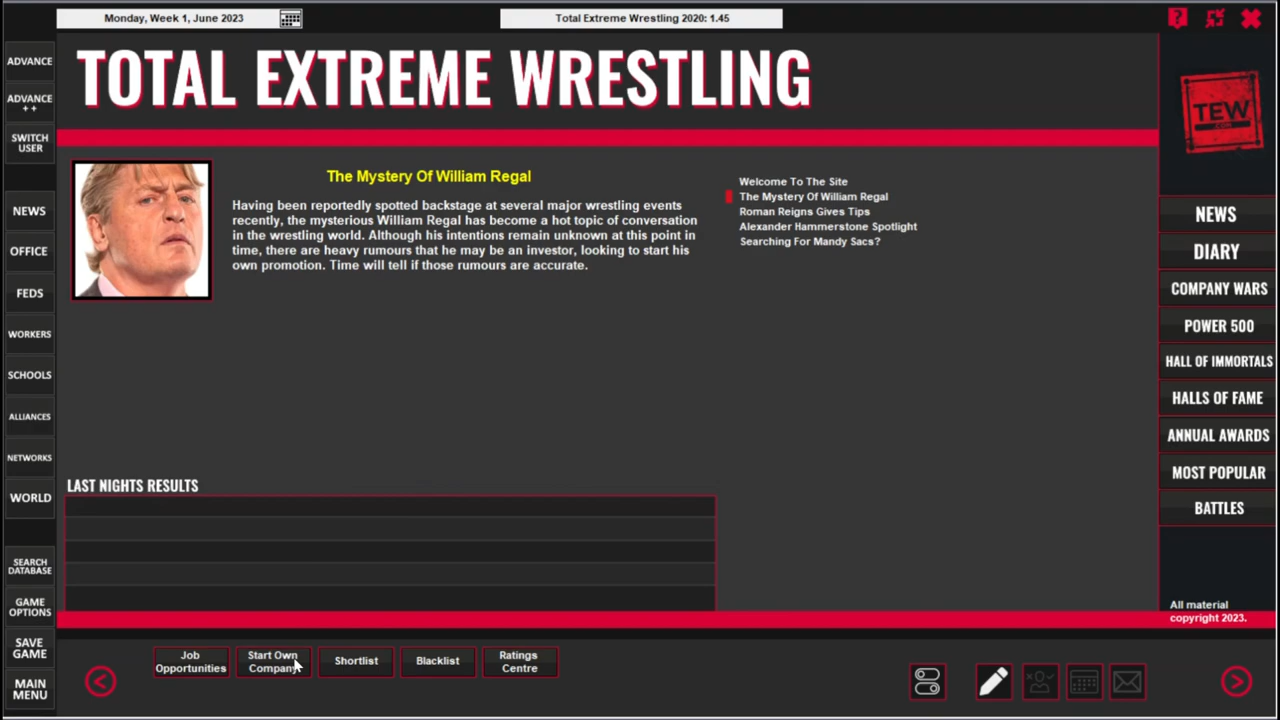 Monday, Week 1, June 2023
Total Extreme Wrestling 2020: 1.45
ADVANCE
ADVANCE
++
SWITCH
USER
NEWS
OFFICE
FEDS
WORKERS
SCHOOLS
ALLIANCES
NETWORKS
WORLD
SEARCH
DATABASE
GAME
OPTIONS
SAVE
GAME
MAIN
MENU
TOTAL EXTREME WRESTLING
The Mystery Of William Regal
Having been reportedly spotted backstage at several major wrestling events
recently, the mysterious William Regal has become a hot topic of conversation
in the wrestling world. Although his intentions remain unknown at this point in
time, there are heavy rumours that he may be an investor, looking to start his
own promotion. Time will tell if those rumours are accurate.
Welcome To The Site
The Mystery Of William Regal
Roman Reigns Gives Tips
Alexander Hammerstone Spotlight
Searching For Mandy Sacs?
LAST NIGHTS RESULTS
Job
Opportunities
Start Own
Company
Shortlist
Blacklist
Ratings
Centre
?
TEW
.COM
NEWS
DIARY
COMPANY WARS
POWER 500
HALL OF IMMORTALS
HALLS OF FAME
ANNUAL AWARDS
MOST POPULAR
BATTLES
All material
copyright 2023.